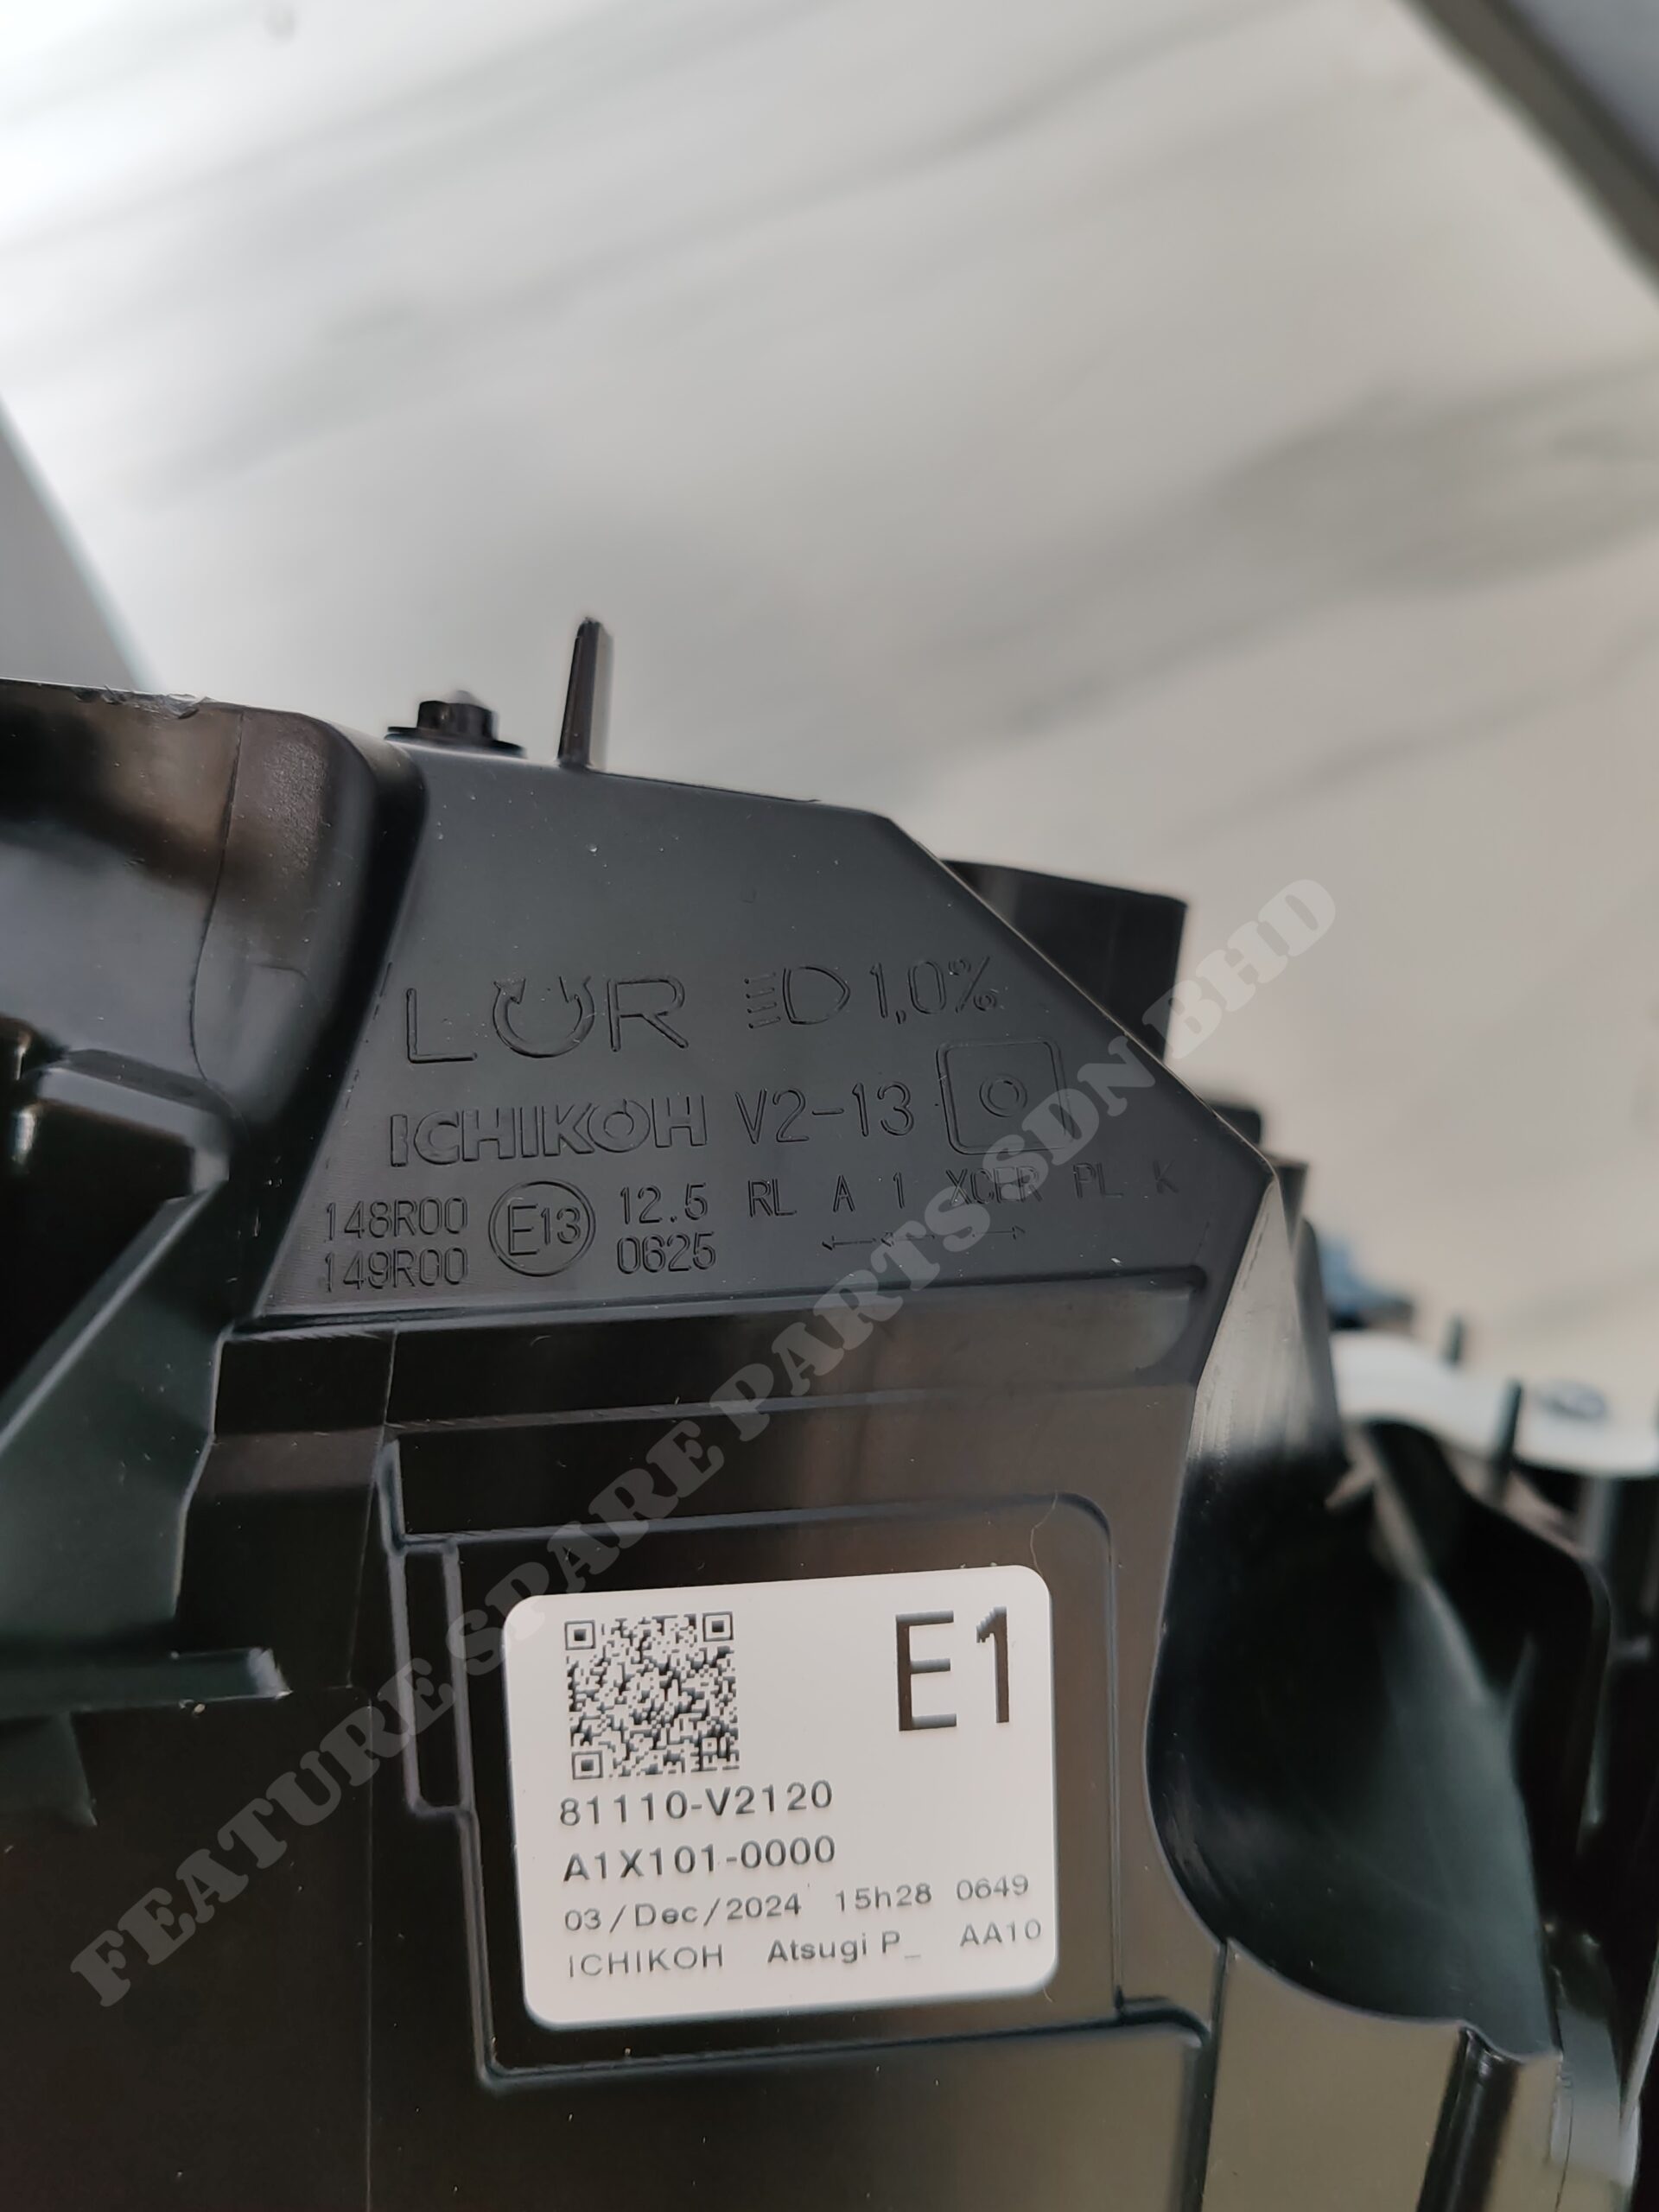 L R 1.0%
ICHIKOH V2-13
148R00 E13 12.5 RL A 1 XCER PL K
149R00 0625
E1
81110-V2120
A1X101-0000
03/Dec/2024 15h28 0649
ICHIKOH Atsugi P_ AA10
FEATURE SPARE PARTS SDN BHD